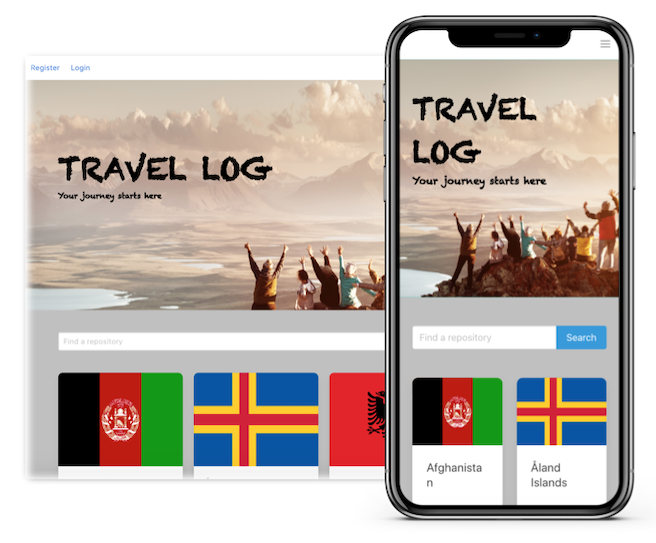 Register Login
TRAVEL LOG
Your journey starts here
Find a repository
TRAVEL
LOG
Your journey starts here
Find a repository Search
Afghanista
n
Åland
Islands